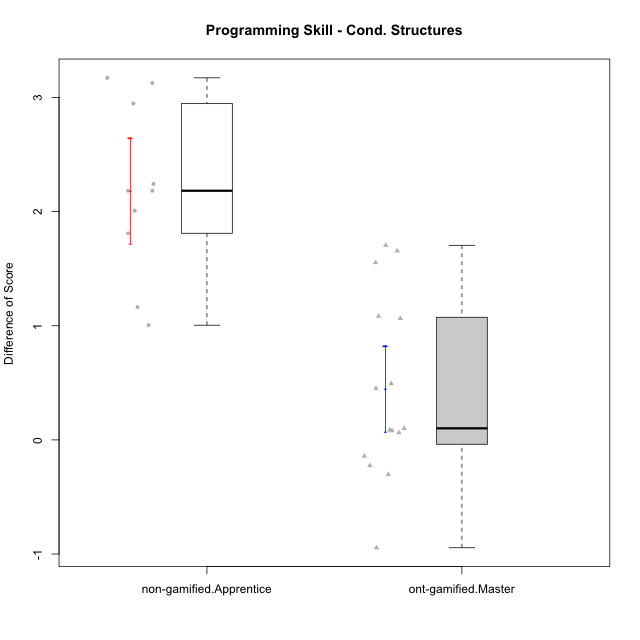 Programming Skill - Cond. Structures
Difference of Score
3
2
1
0
-1
non-gamified.Apprentice
ont-gamified.Master